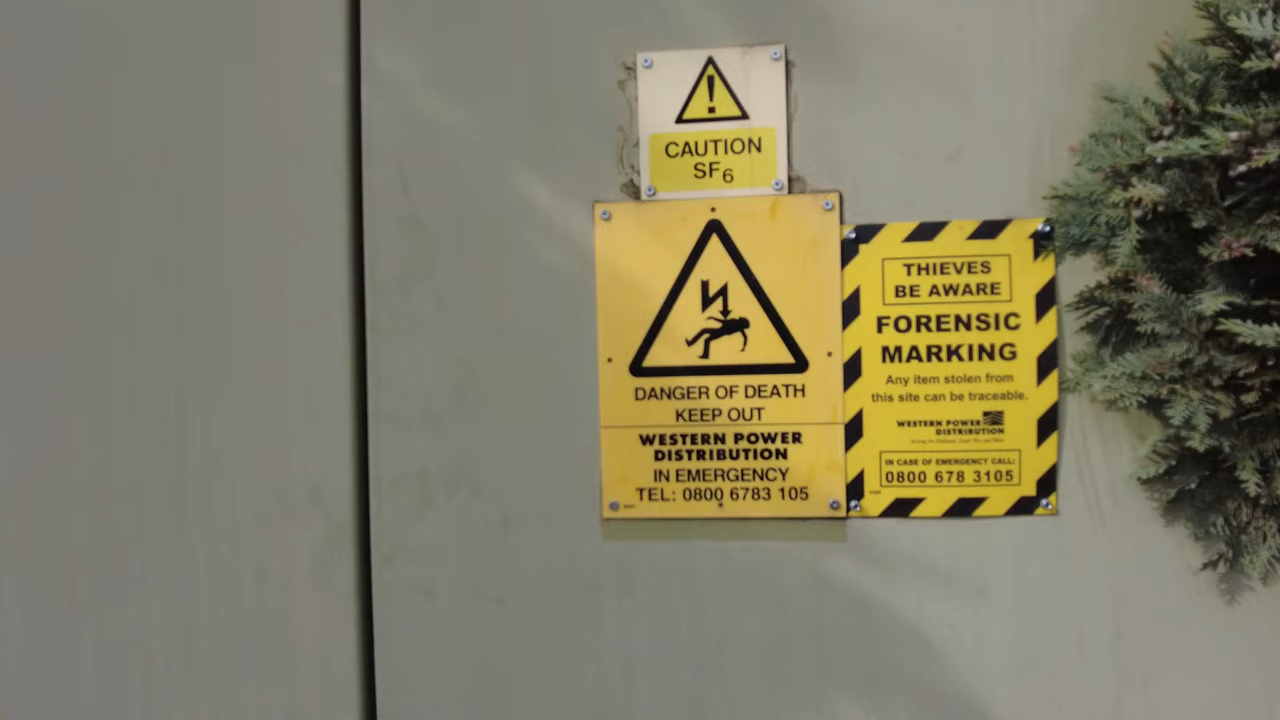 CAUTION
SF6
DANGER OF DEATH
KEEP OUT
WESTERN POWER
DISTRIBUTION
IN EMERGENCY
TEL: 0800 6783 105
THIEVES
BE AWARE
FORENSIC
MARKING
Any item stolen from
this site can be traceable.
WESTERN POWER
DISTRIBUTION
IN CASE OF EMERGENCY CALL:
0800 678 3105